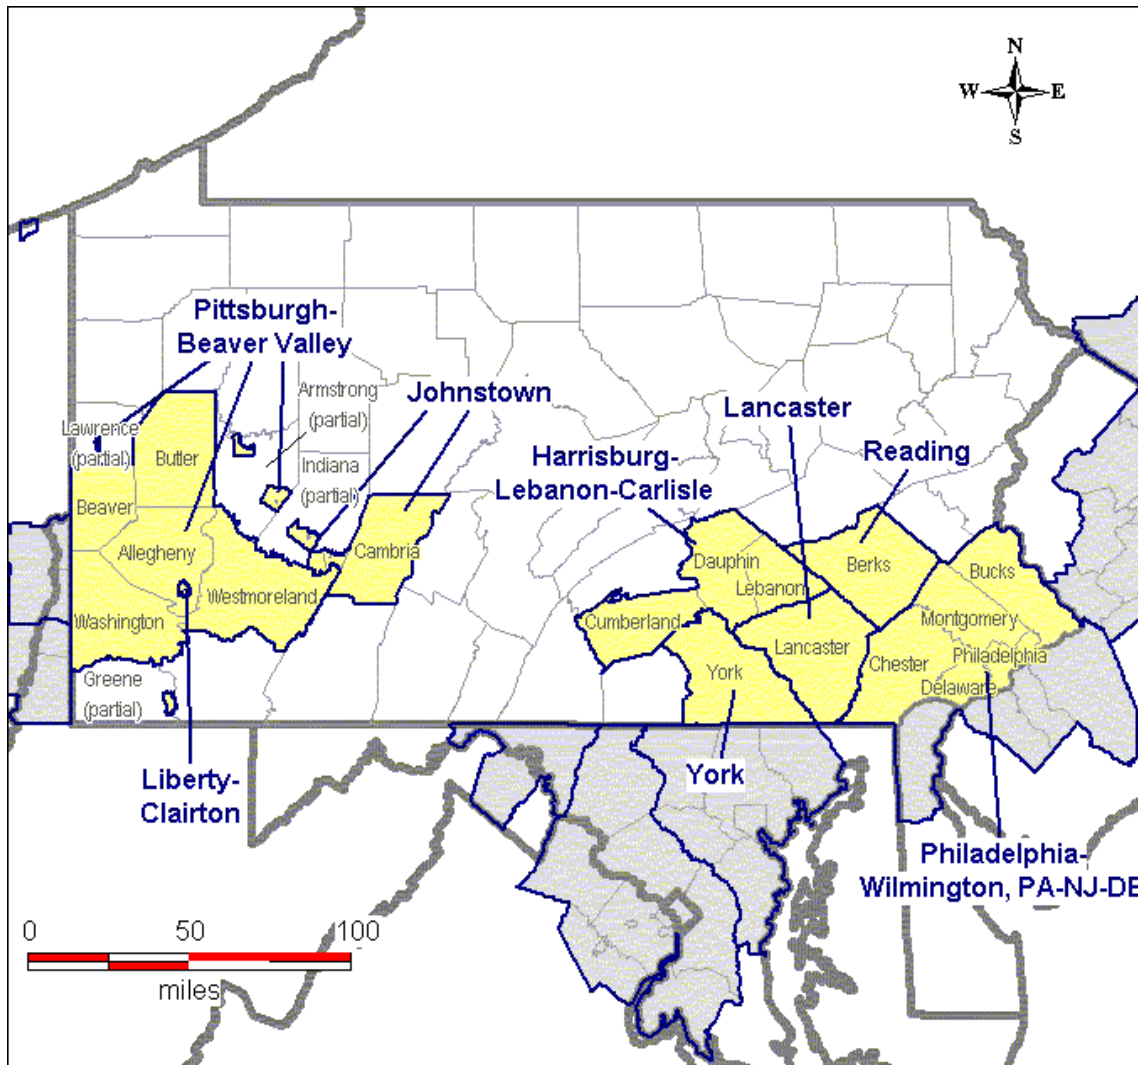 N
W E
S
Pittsburgh-
Beaver Valley
Armstrong
(partial)
Johnstown
Lancaster
Lawrence
(partial)
Butler
Indiana
(partial)
Harrisburg-
Lebanon-Carlisle
Reading
Beaver
Allegheny
Cambria
Dauphin
Lebanon
Berks
Bucks
Westmoreland
Washington
Cumberland
Montgomery
Lancaster
Chester
Philadelphia
York
Delaware
Greene
(partial)
Liberty-
Clairton
York
Philadelphia-
Wilmington, PA-NJ-DE
0 50 100
miles